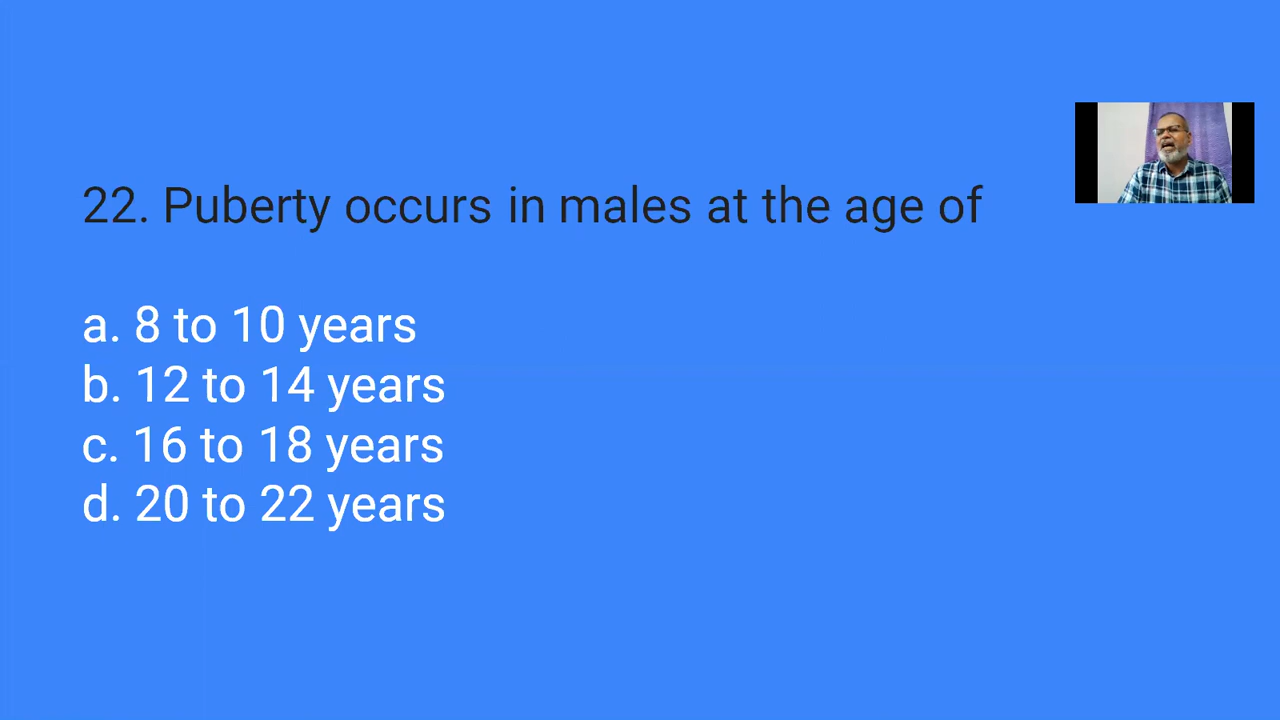 22. Puberty occurs in males at the age of
a. 8 to 10 years
b. 12 to 14 years
c. 16 to 18 years
d. 20 to 22 years